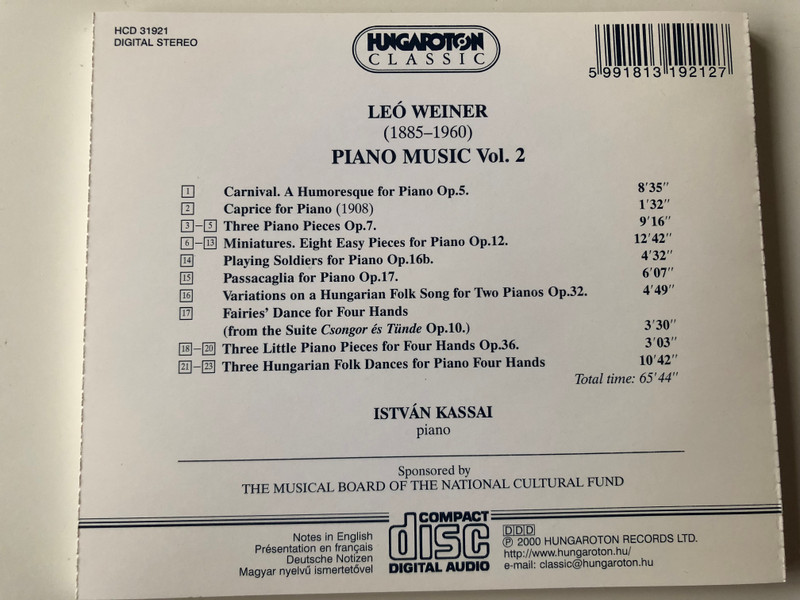 HCD 31921
DIGITAL STEREO
HUNGAROTON
CLASSIC
5 991813 192127
LEÓ WEINER
(1885–1960)
PIANO MUSIC Vol. 2
1 Carnival. A Humoresque for Piano Op.5. 8'35"
2 Caprice for Piano (1908) 1'32"
3–5 Three Piano Pieces Op.7. 9'16"
6–13 Miniatures. Eight Easy Pieces for Piano Op.12. 12'42"
14 Playing Soldiers for Piano Op.16b. 4'32"
15 Passacaglia for Piano Op.17. 6'07"
16 Variations on a Hungarian Folk Song for Two Pianos Op.32. 4'49"
17 Fairies' Dance for Four Hands
(from the Suite Csongor és Tünde Op.10.) 3'30"
18–20 Three Little Piano Pieces for Four Hands Op.36. 3'03"
21–23 Three Hungarian Folk Dances for Piano Four Hands 10'42"
Total time: 65'44"
ISTVÁN KASSAI
piano
Sponsored by
THE MUSICAL BOARD OF THE NATIONAL CULTURAL FUND
Notes in English
Présentation en français
Deutsche Notizen
Magyar nyelvű ismertetővel
COMPACT
disc
DIGITAL AUDIO
DDD
℗ 2000 HUNGAROTON RECORDS LTD.
http://www.hungaroton.hu/
e-mail: classic@hungaroton.hu